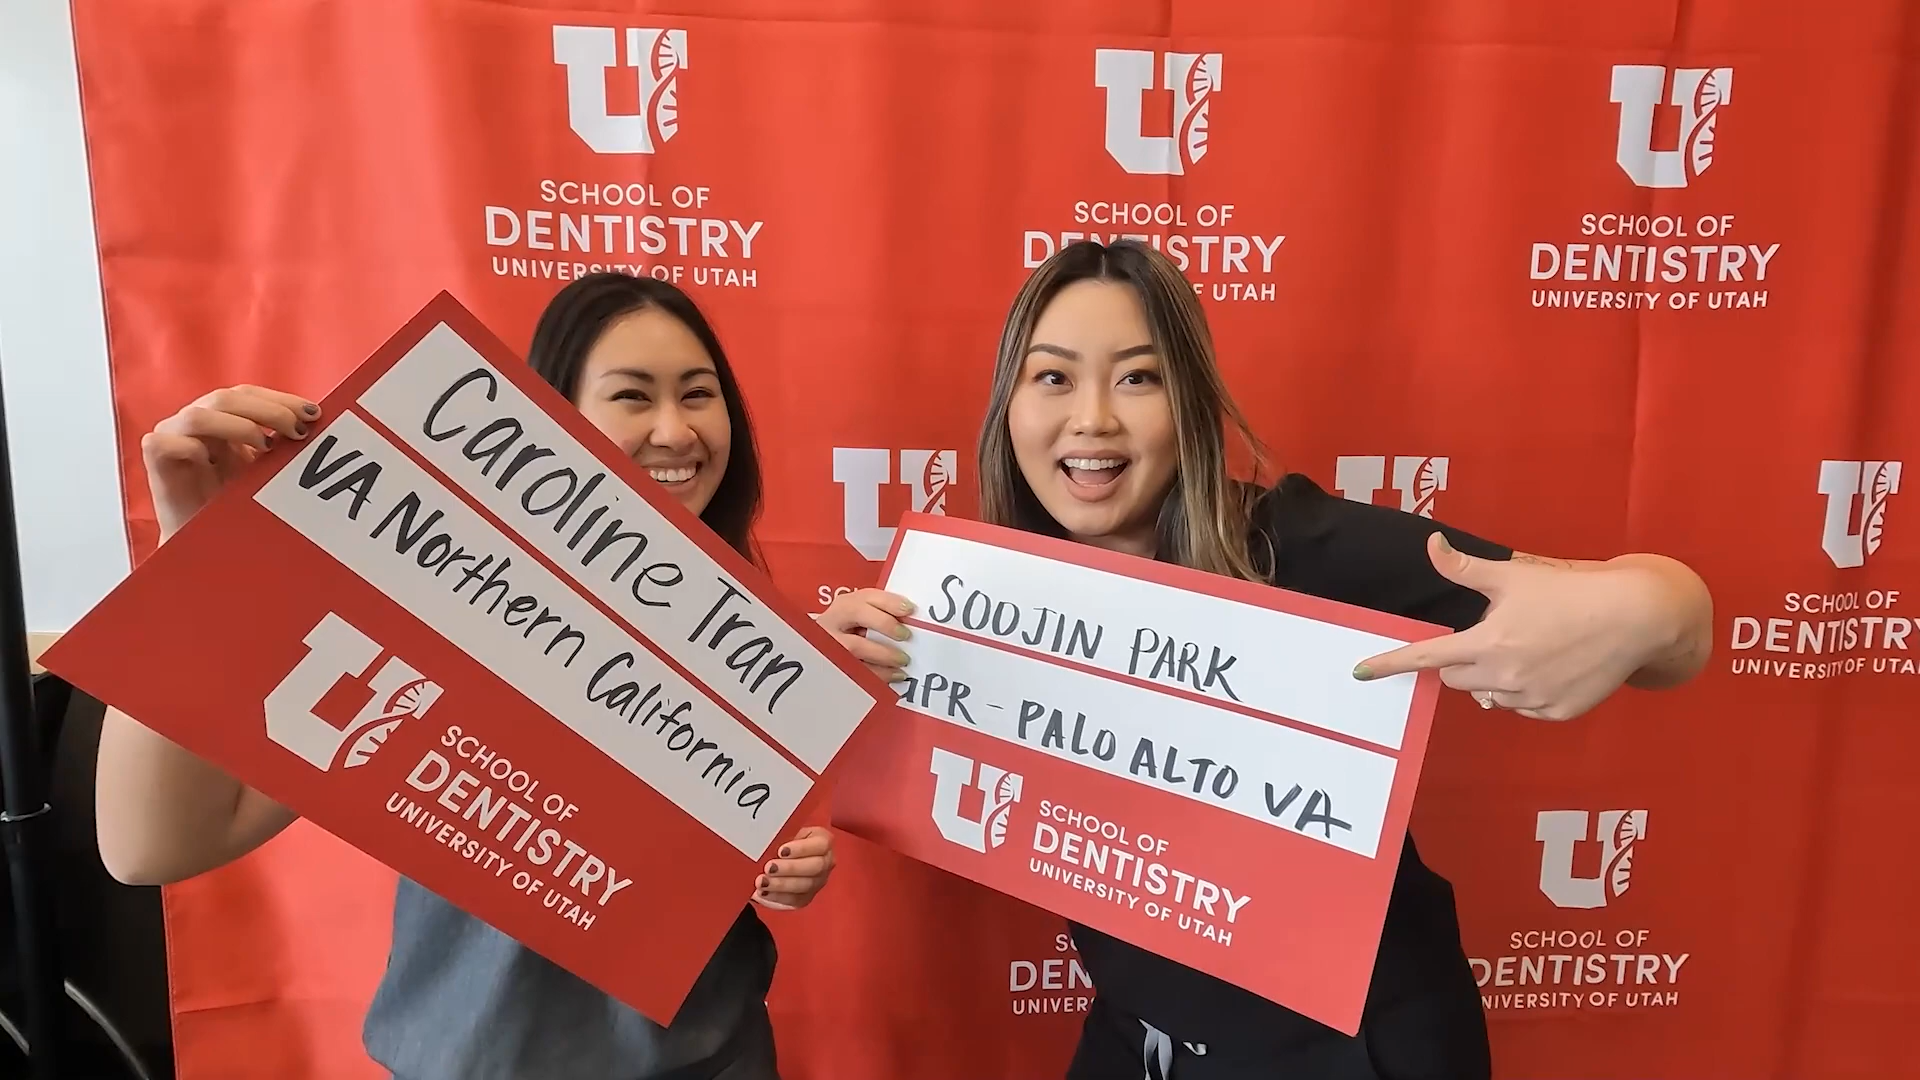 SCHOOL OF
DENTISTRY
UNIVERSITY OF UTAH
SCHOOL OF
DENTISTRY
UNIVERSITY OF UTAH
SCHOOL OF
DENTISTRY
UNIVERSITY OF UTAH
Caroline Tran
VA Northern California
SCHOOL OF
DENTISTRY
UNIVERSITY OF UTAH
SOOJIN PARK
GPR - PALO ALTO VA
SCHOOL OF
DENTISTRY
UNIVERSITY OF UTAH
SCHOOL OF
DENTISTRY
UNIVERSITY OF UTAH
SCHOOL OF
DENTISTRY
UNIVERSITY OF UTAH